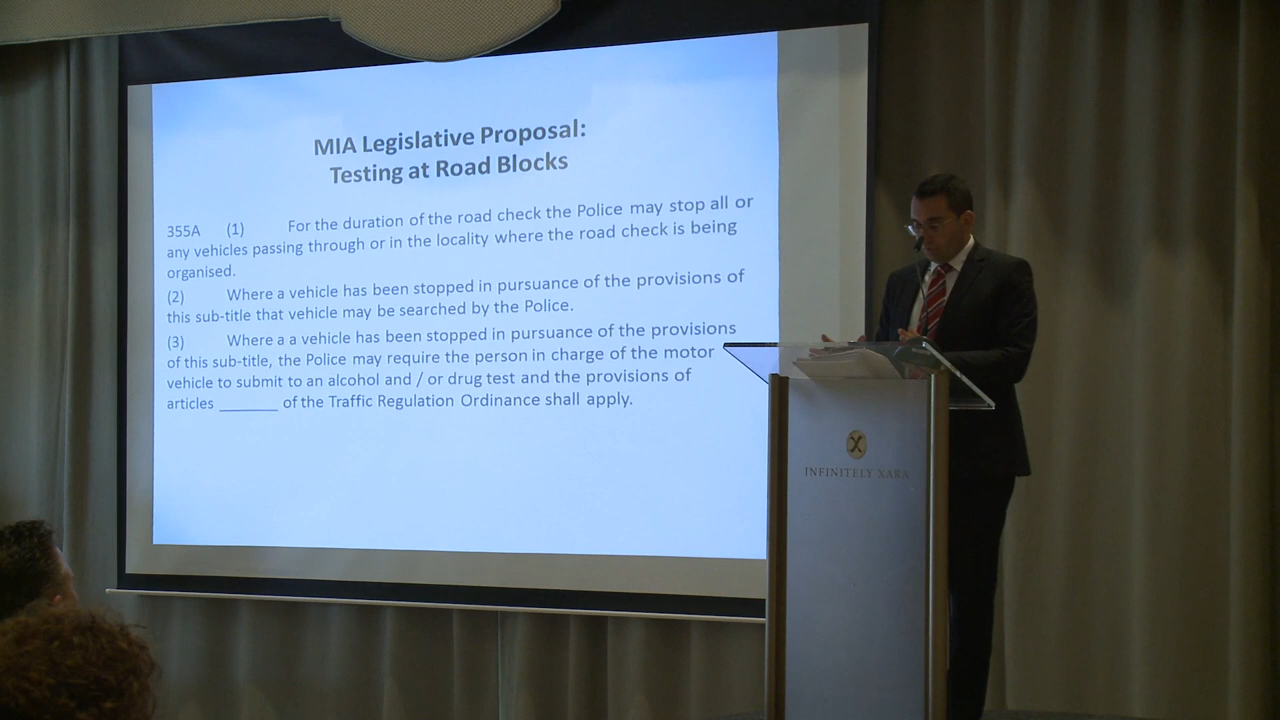 MIA Legislative Proposal:
Testing at Road Blocks
355A (1) For the duration of the road check the Police may stop all or
any vehicles passing through or in the locality where the road check is being
organised.
(2) Where a vehicle has been stopped in pursuance of the provisions of
this sub-title that vehicle may be searched by the Police.
(3) Where a a vehicle has been stopped in pursuance of the provisions
of this sub-title, the Police may require the person in charge of the motor
vehicle to submit to an alcohol and / or drug test and the provisions of
articles _______ of the Traffic Regulation Ordinance shall apply.
X
INFINITELY XARA